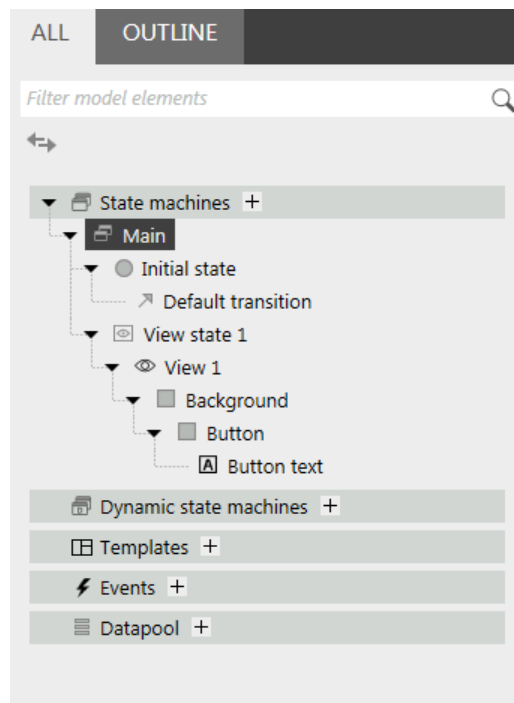 ALL OUTLINE
Filter model elements
State machines +
Main
Initial state
Default transition
View state 1
View 1
Background
Button
A Button text
Dynamic state machines +
Templates +
Events +
Datapool +